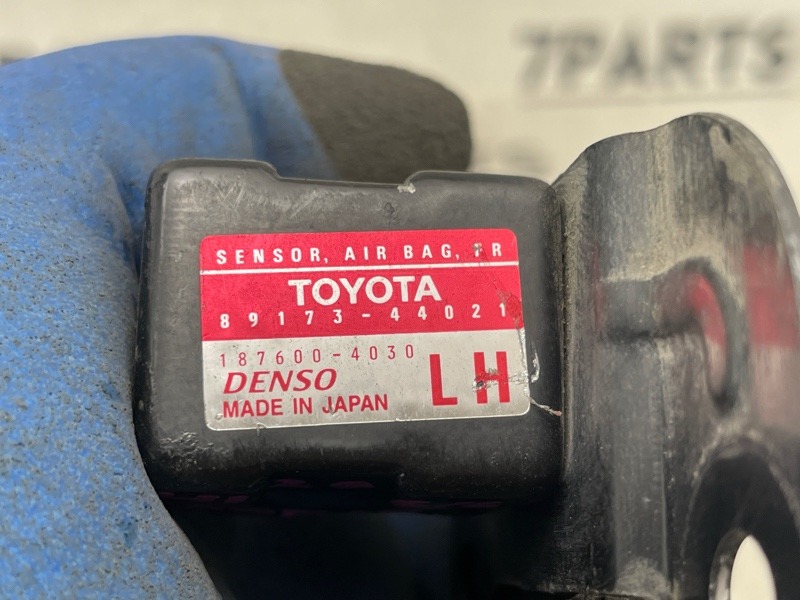 7PARTS
SENSOR, AIR BAG, FR
TOYOTA
89173-44021
187600-4030
DENSO
LH
MADE IN JAPAN